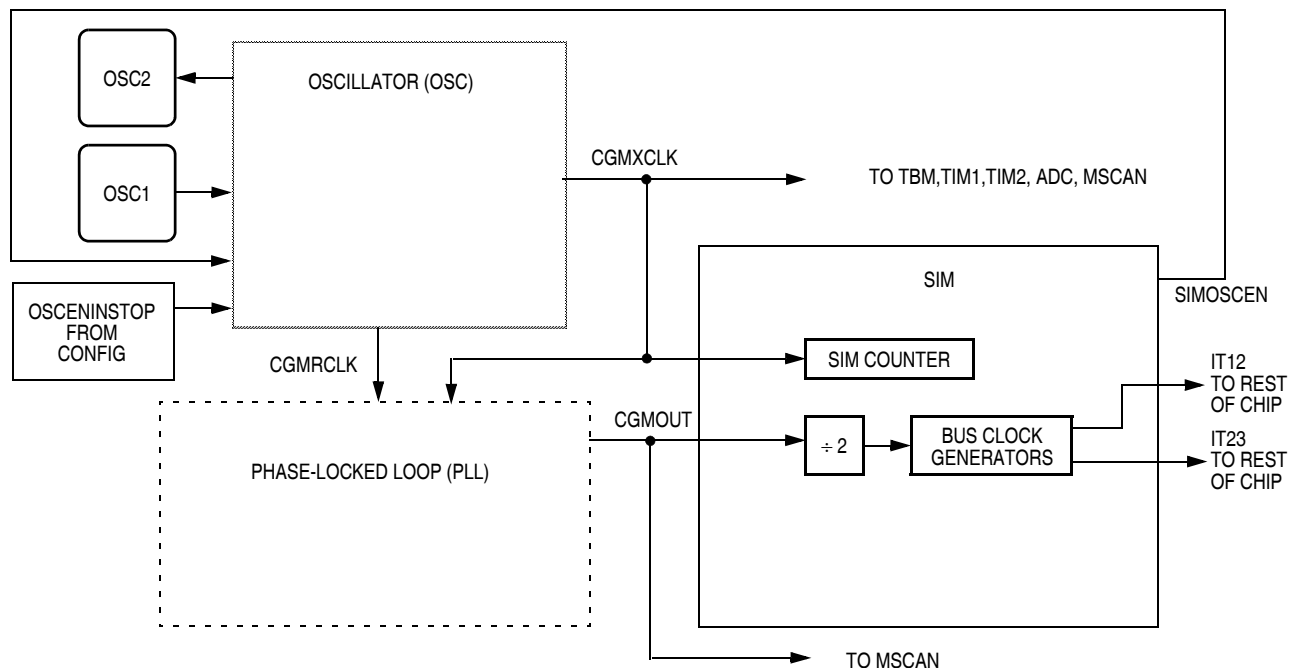 OSC2
OSCILLATOR (OSC)
CGMXCLK
OSC1
TO TBM,TIM1,TIM2, ADC, MSCAN
SIM
SIMOSCEN
OSCENINSTOP
FROM
CONFIG
CGMRCLK
SIM COUNTER
IT12
TO REST
OF CHIP
CGMOUT
÷ 2
BUS CLOCK
GENERATORS
IT23
TO REST
OF CHIP
PHASE-LOCKED LOOP (PLL)
TO MSCAN